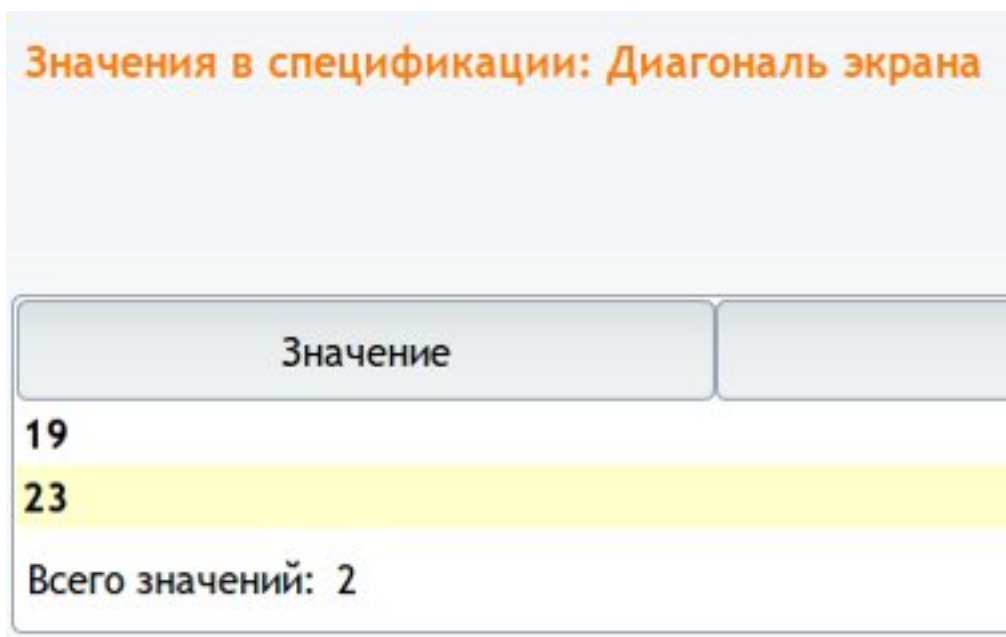 Значения в спецификации: Диагональ экрана
Значение
19
23
Всего значений: 2